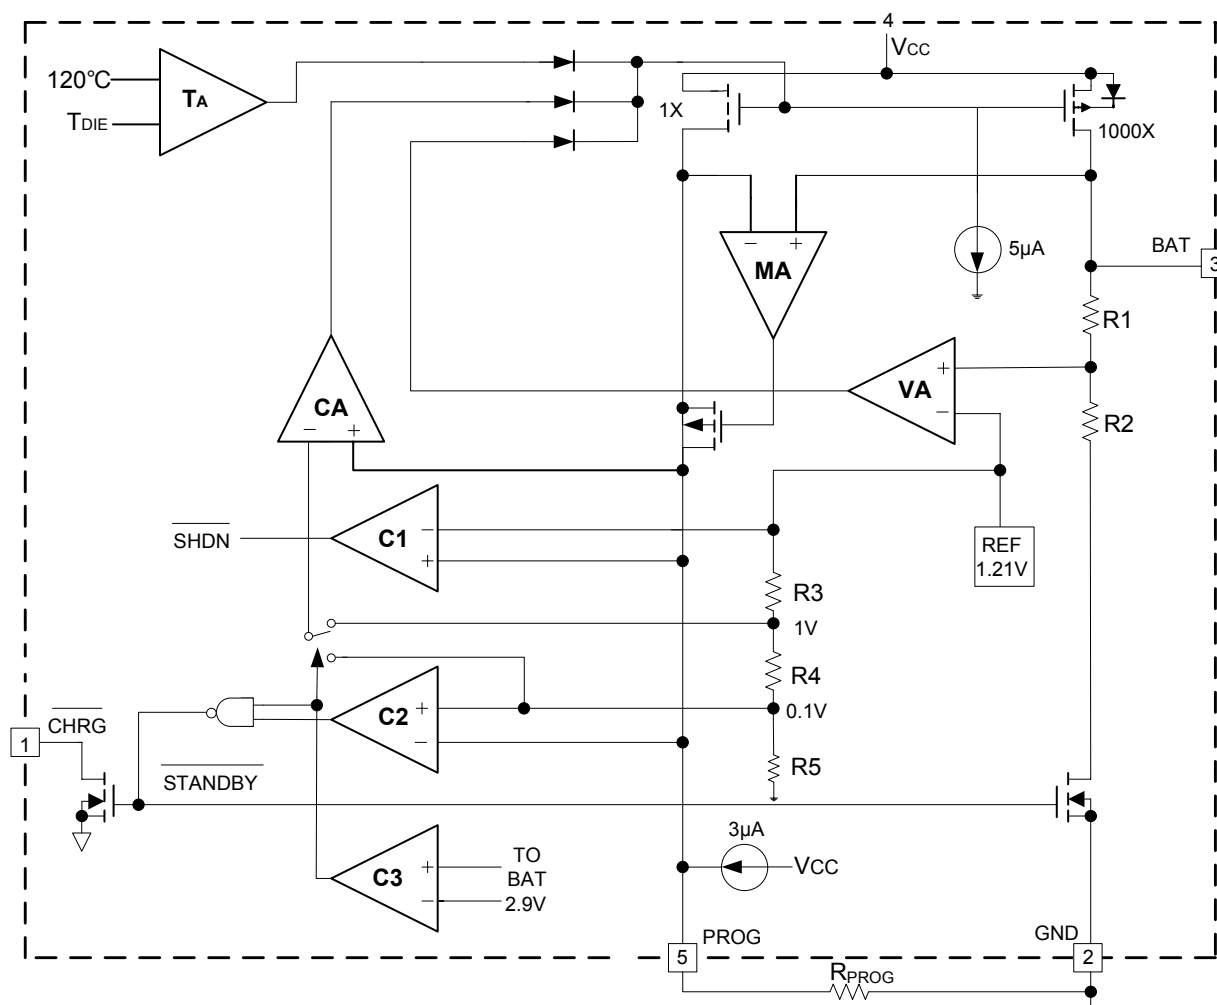 4
VCC
120℃
TA
TDIE
1X
1000X
− +
MA
5µA
BAT
3
R1
+
VA
−
R2
CA
− +
SHDN
−
C1
+
REF
1.21V
R3
1V
R4
+
C2
−
0.1V
CHRG
1
STANDBY
R5
3µA
VCC
+
C3
−
TO
BAT
2.9V
PROG
5
GND
2
RPROG